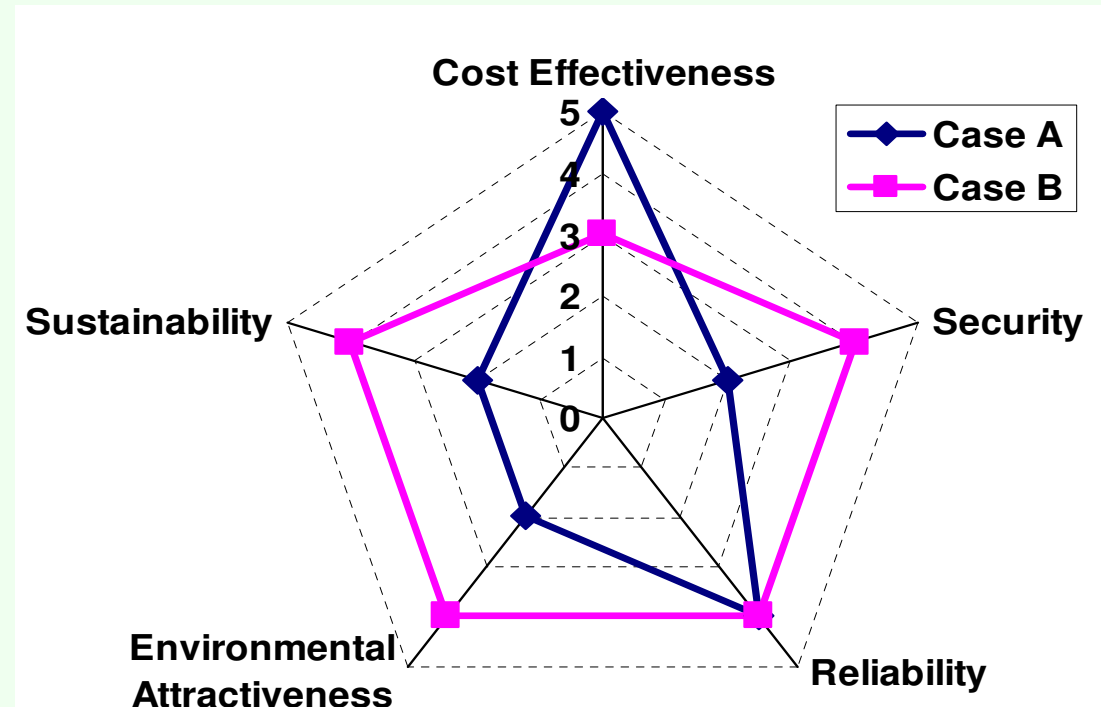 Cost Effectiveness
5
4
3
2
1
0
Case A
Case B
Sustainability
Security
Environmental
Attractiveness
Reliability